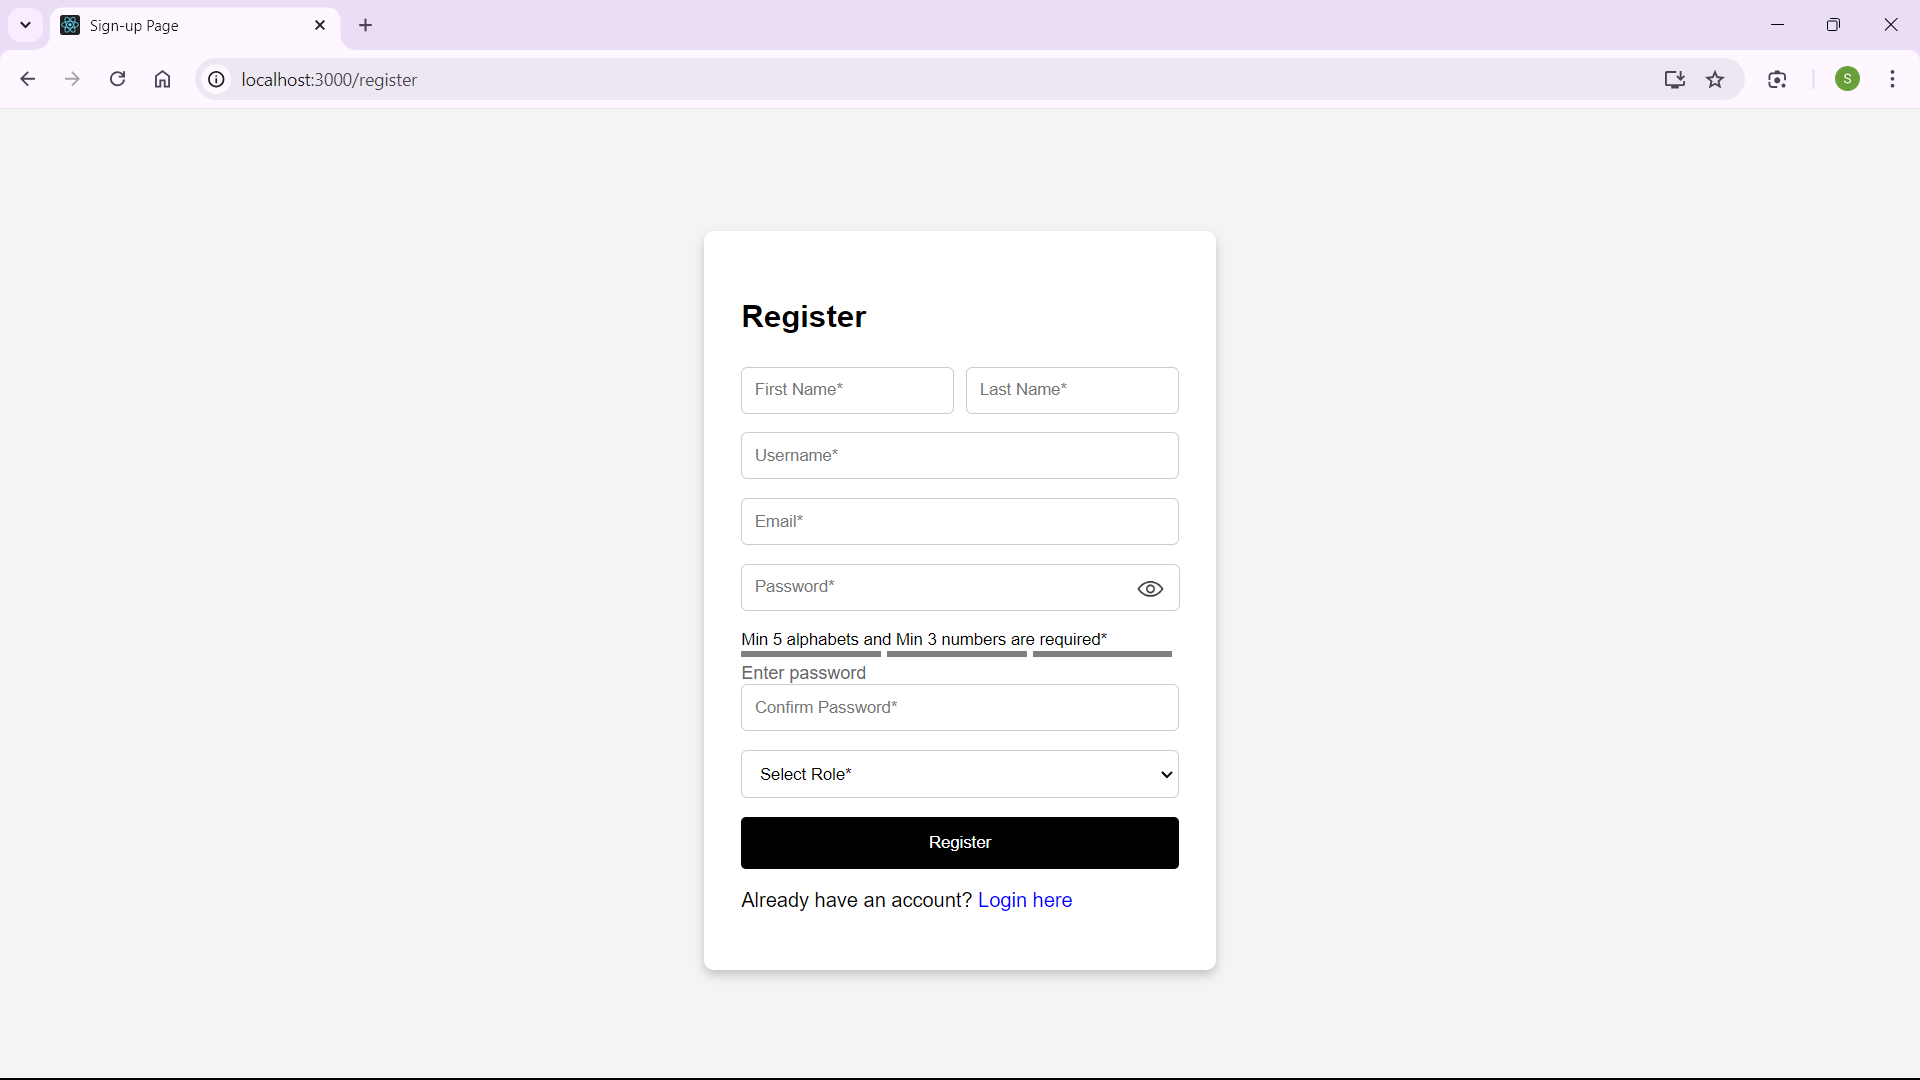 Sign-up Page
localhost:3000/register
S
Register
First Name* Last Name*
Username*
Email*
Password*
Min 5 alphabets and Min 3 numbers are required*
Enter password
Confirm Password*
Select Role*
Register
Already have an account? Login here